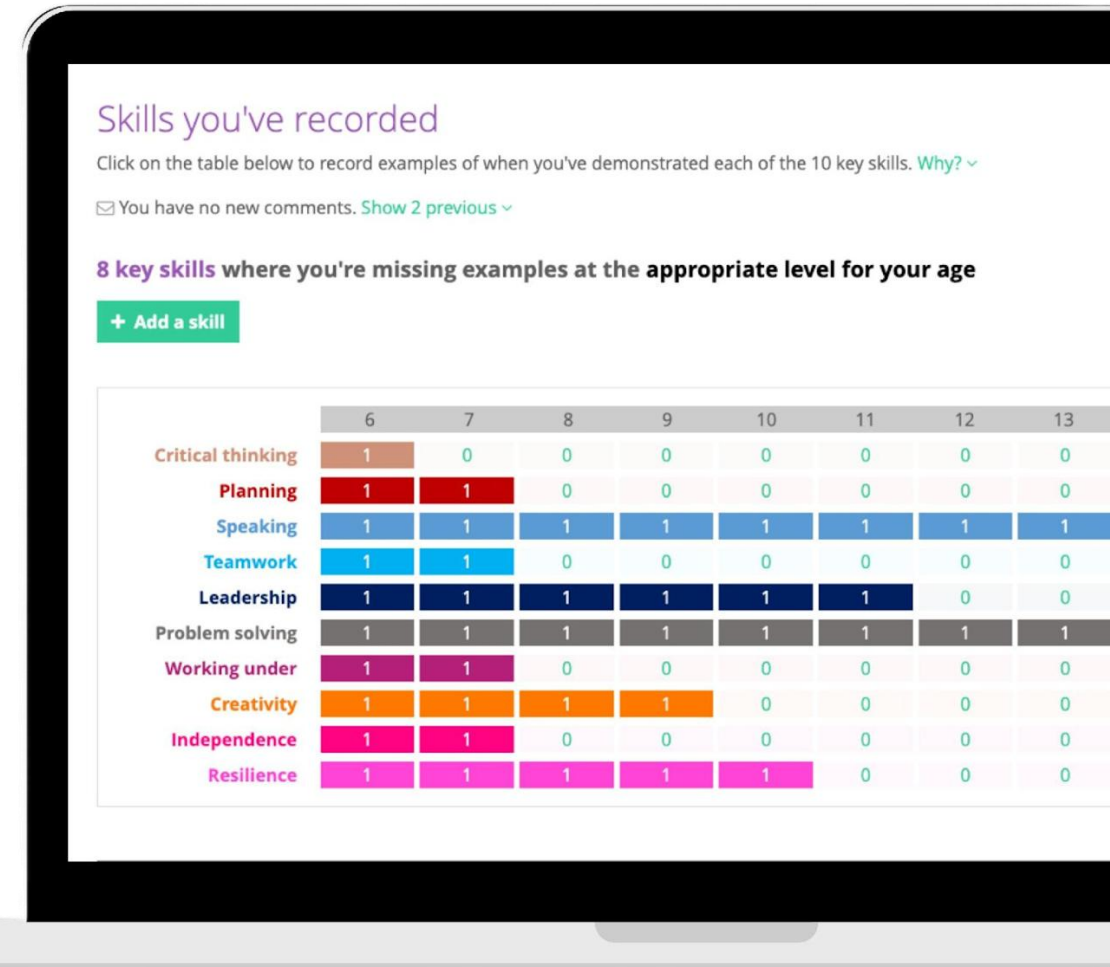 Skills you've recorded
Click on the table below to record examples of when you've demonstrated each of the 10 key skills. Why?
You have no new comments. Show 2 previous
8 key skills where you're missing examples at the appropriate level for your age
+ Add a skill
6 7 8 9 10 11 12 13
Critical thinking 1 0 0 0 0 0 0 0
Planning 1 1 0 0 0 0 0 0
Speaking 1 1 1 1 1 1 1 1
Teamwork 1 1 0 0 0 0 0 0
Leadership 1 1 1 1 1 1 0 0
Problem solving 1 1 1 1 1 1 1 1
Working under 1 1 0 0 0 0 0 0
Creativity 1 1 1 1 0 0 0 0
Independence 1 1 0 0 0 0 0 0
Resilience 1 1 1 1 1 0 0 0